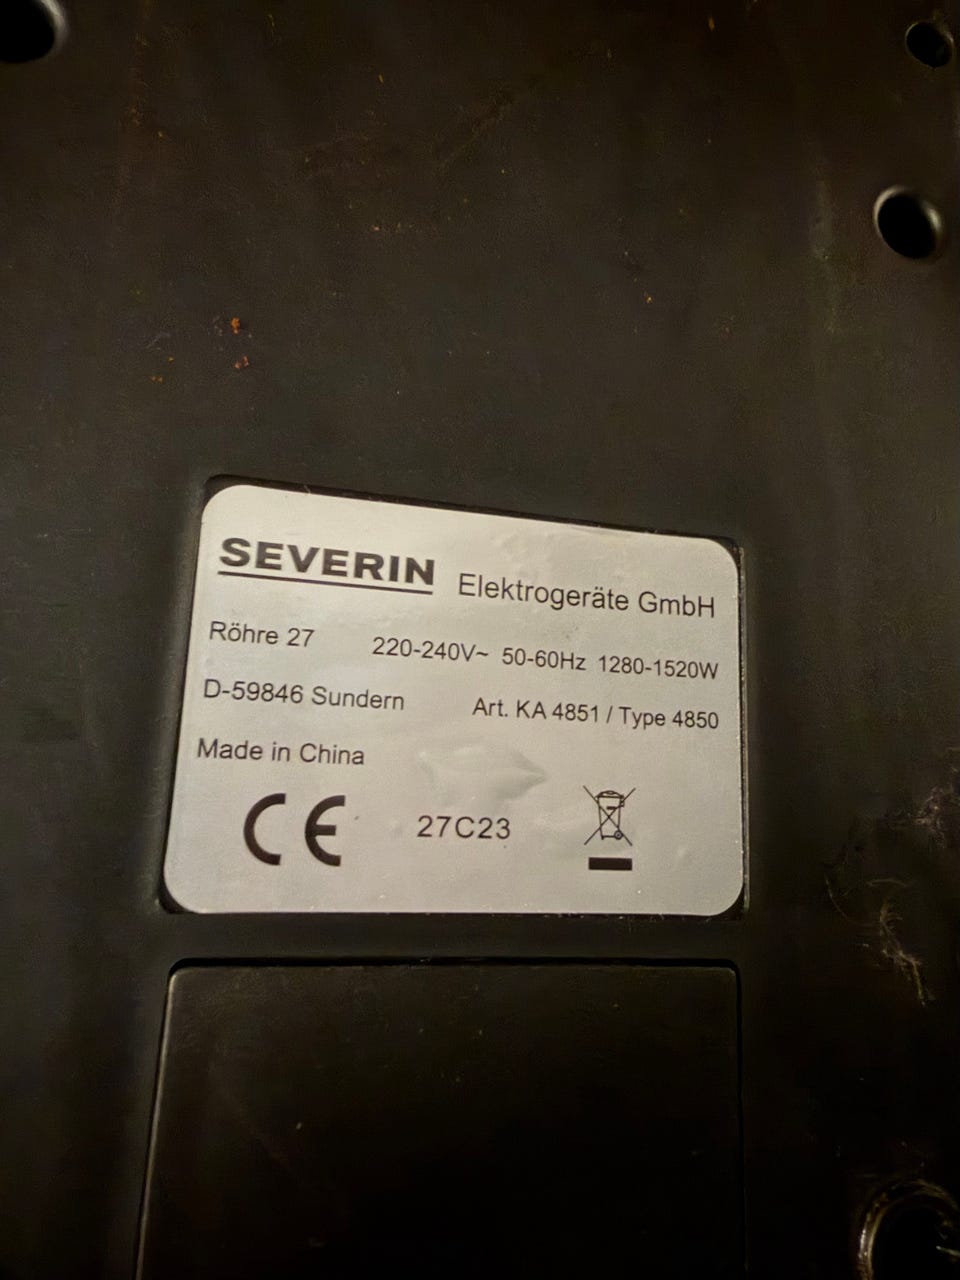 SEVERIN Elektrogeräte GmbH
Röhre 27 220-240V~ 50-60Hz 1280-1520W
D-59846 Sundern Art. KA 4851 / Type 4850
Made in China
CE 27C23